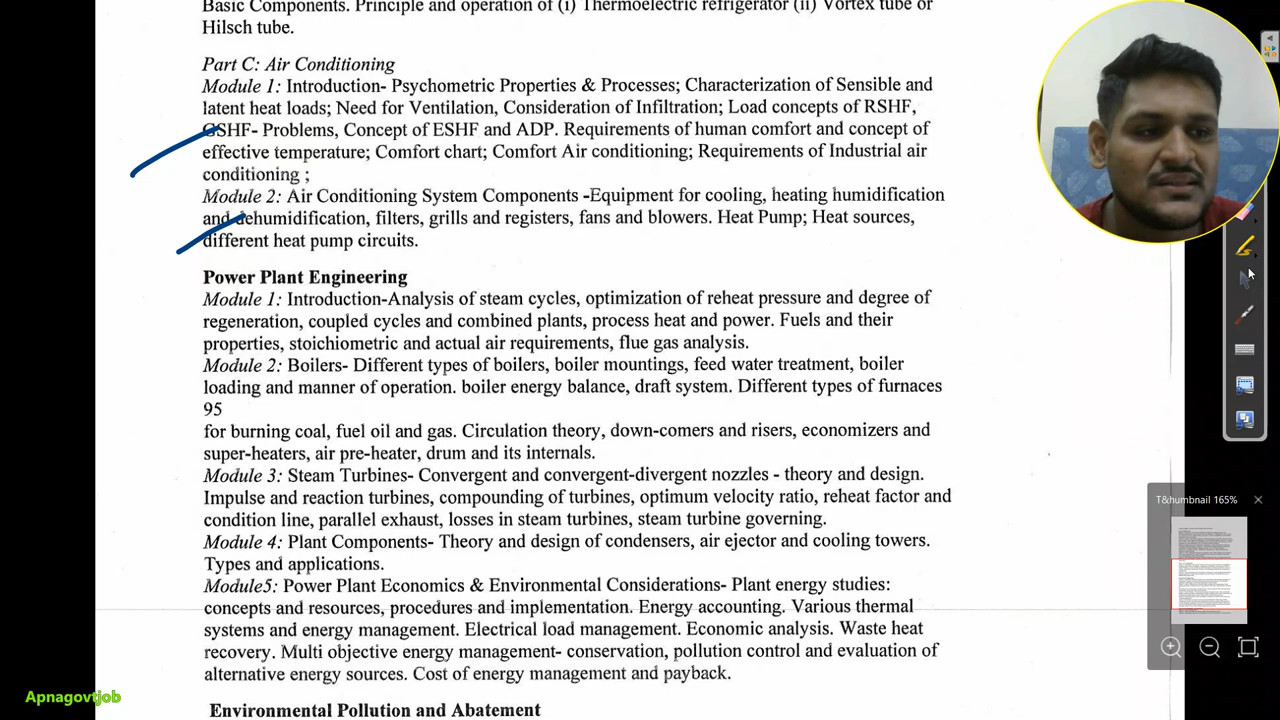 Basic Components. Principle and operation of (i) Thermoelectric refrigerator (ii) Vortex tube or
Hilsch tube.
Part C: Air Conditioning
Module 1: Introduction- Psychometric Properties & Processes; Characterization of Sensible and
latent heat loads; Need for Ventilation, Consideration of Infiltration; Load concepts of RSHF,
GSHF- Problems, Concept of ESHF and ADP. Requirements of human comfort and concept of
effective temperature; Comfort chart; Comfort Air conditioning; Requirements of Industrial air
conditioning ;
Module 2: Air Conditioning System Components -Equipment for cooling, heating humidification
and dehumidification, filters, grills and registers, fans and blowers. Heat Pump; Heat sources,
different heat pump circuits.
Power Plant Engineering
Module 1: Introduction-Analysis of steam cycles, optimization of reheat pressure and degree of
regeneration, coupled cycles and combined plants, process heat and power. Fuels and their
properties, stoichiometric and actual air requirements, flue gas analysis.
Module 2: Boilers- Different types of boilers, boiler mountings, feed water treatment, boiler
loading and manner of operation. boiler energy balance, draft system. Different types of furnaces
95
for burning coal, fuel oil and gas. Circulation theory, down-comers and risers, economizers and
super-heaters, air pre-heater, drum and its internals.
Module 3: Steam Turbines- Convergent and convergent-divergent nozzles - theory and design.
Impulse and reaction turbines, compounding of turbines, optimum velocity ratio, reheat factor and
condition line, parallel exhaust, losses in steam turbines, steam turbine governing.
Module 4: Plant Components- Theory and design of condensers, air ejector and cooling towers.
Types and applications.
Module5: Power Plant Economics & Environmental Considerations- Plant energy studies:
concepts and resources, procedures and implementation. Energy accounting. Various thermal
systems and energy management. Electrical load management. Economic analysis. Waste heat
recovery. Multi objective energy management- conservation, pollution control and evaluation of
alternative energy sources. Cost of energy management and payback.
Environmental Pollution and Abatement
T&humbnail 165%
Apnagovtjob